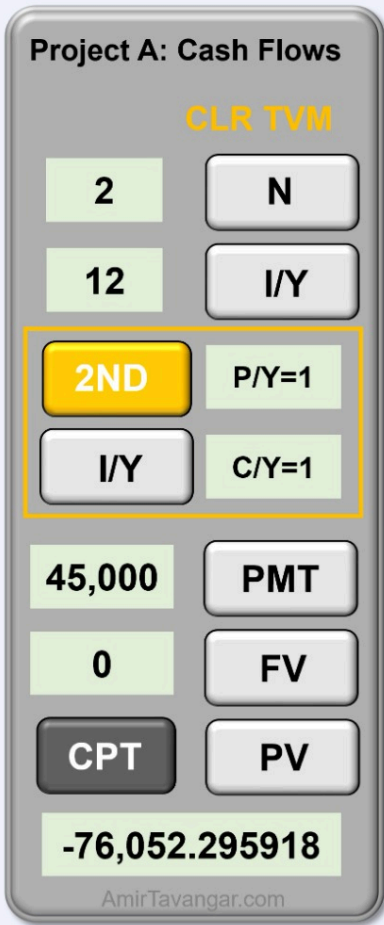 Project A: Cash Flows
CLR TVM
2 N
12 I/Y
2ND P/Y=1
I/Y C/Y=1
45,000 PMT
0 FV
CPT PV
-76,052.295918
AmirTavangar.com